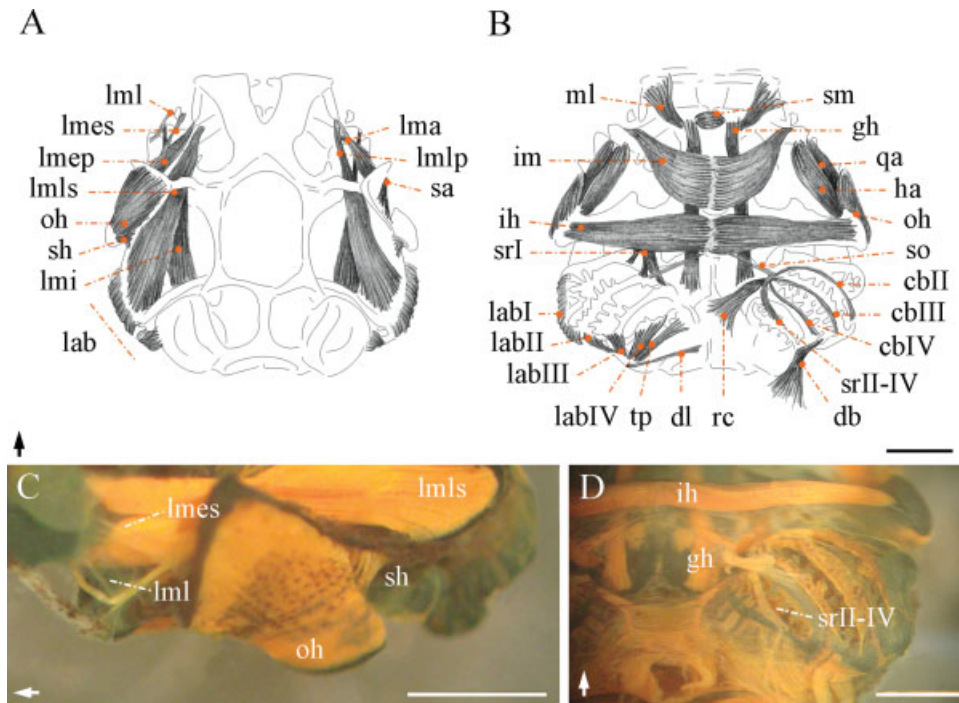 A
lml
lmes
lmep
lmls
oh
sh
lmi
lab
lma
lmlp
sa
B
ml
im
ih
srI
labI
labII
labIII
labIV
tp
dl
rc
sm
gh
qa
ha
oh
so
cbII
cbIII
cbIV
srII-IV
db
C
lmes
lml
lmls
sh
oh
D
ih
gh
srII-IV